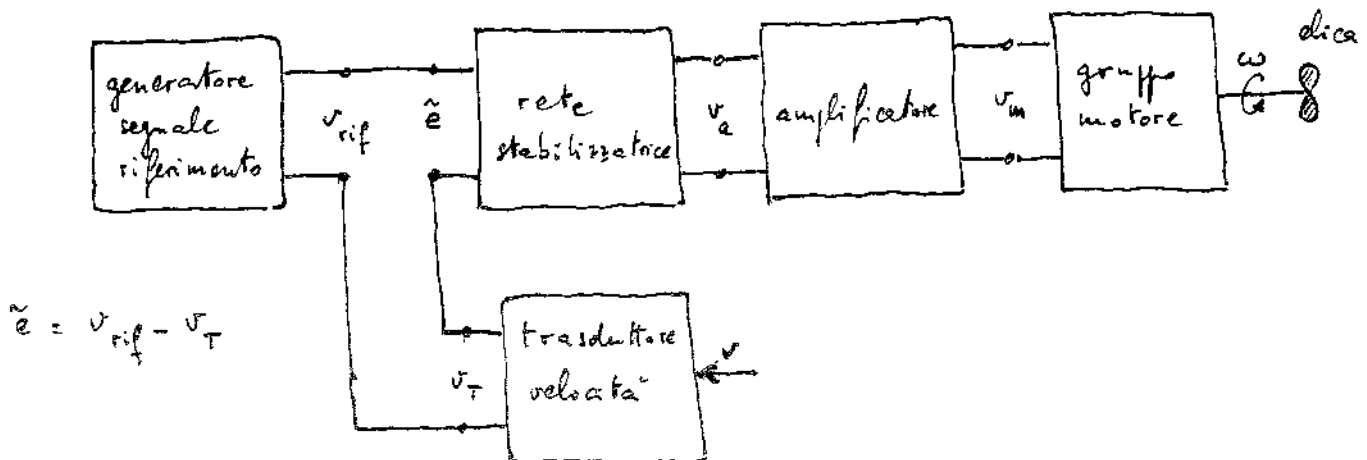 generatore
segnale
riferimento
v_rif
ẽ
rete
stabilizzatrice
v_a
amplificatore
v_m
gruppo
motore
ω
elica
ẽ = v_rif - v_T
v_T
trasduttore
velocità
v